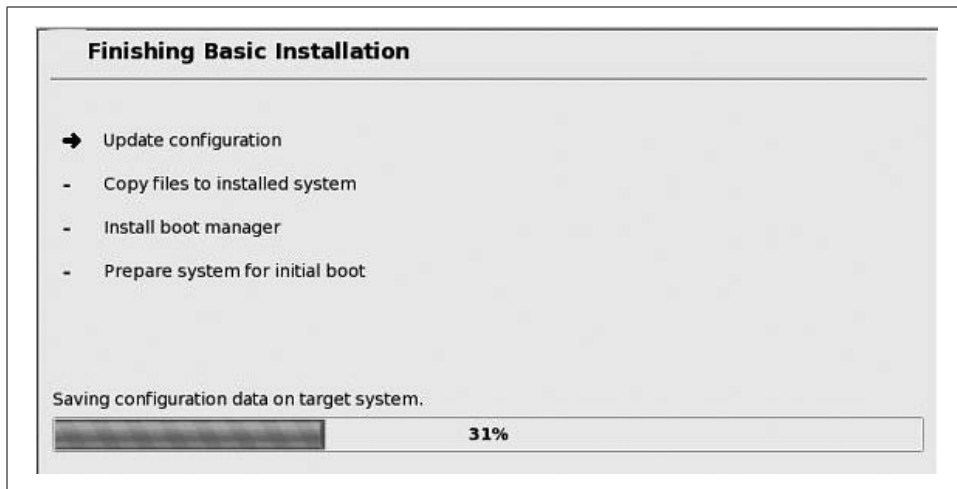 Finishing Basic Installation
➔ Update configuration
- Copy files to installed system
- Install boot manager
- Prepare system for initial boot
Saving configuration data on target system.
31%